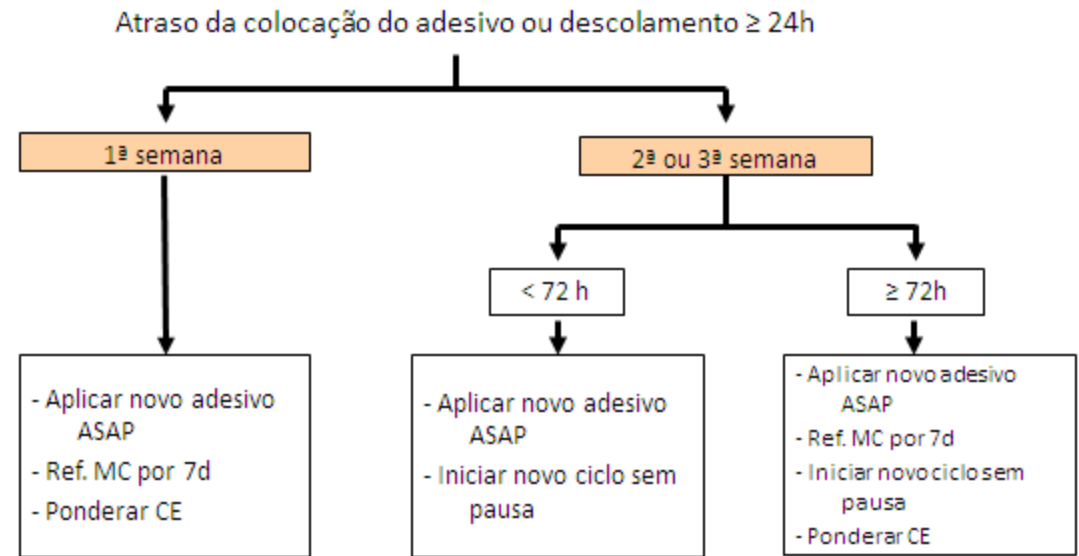 Atraso da colocação do adesivo ou descolamento ≥ 24h
1ª semana
2ª ou 3ª semana
< 72 h
≥ 72h
- Aplicar novo adesivo
ASAP
- Ref. MC por 7d
- Ponderar CE
- Aplicar novo adesivo
ASAP
- Iniciar novo ciclo sem
pausa
- Aplicar novo adesivo
ASAP
- Ref. MC por 7d
- Iniciar novo ciclo sem
pausa
- Ponderar CE